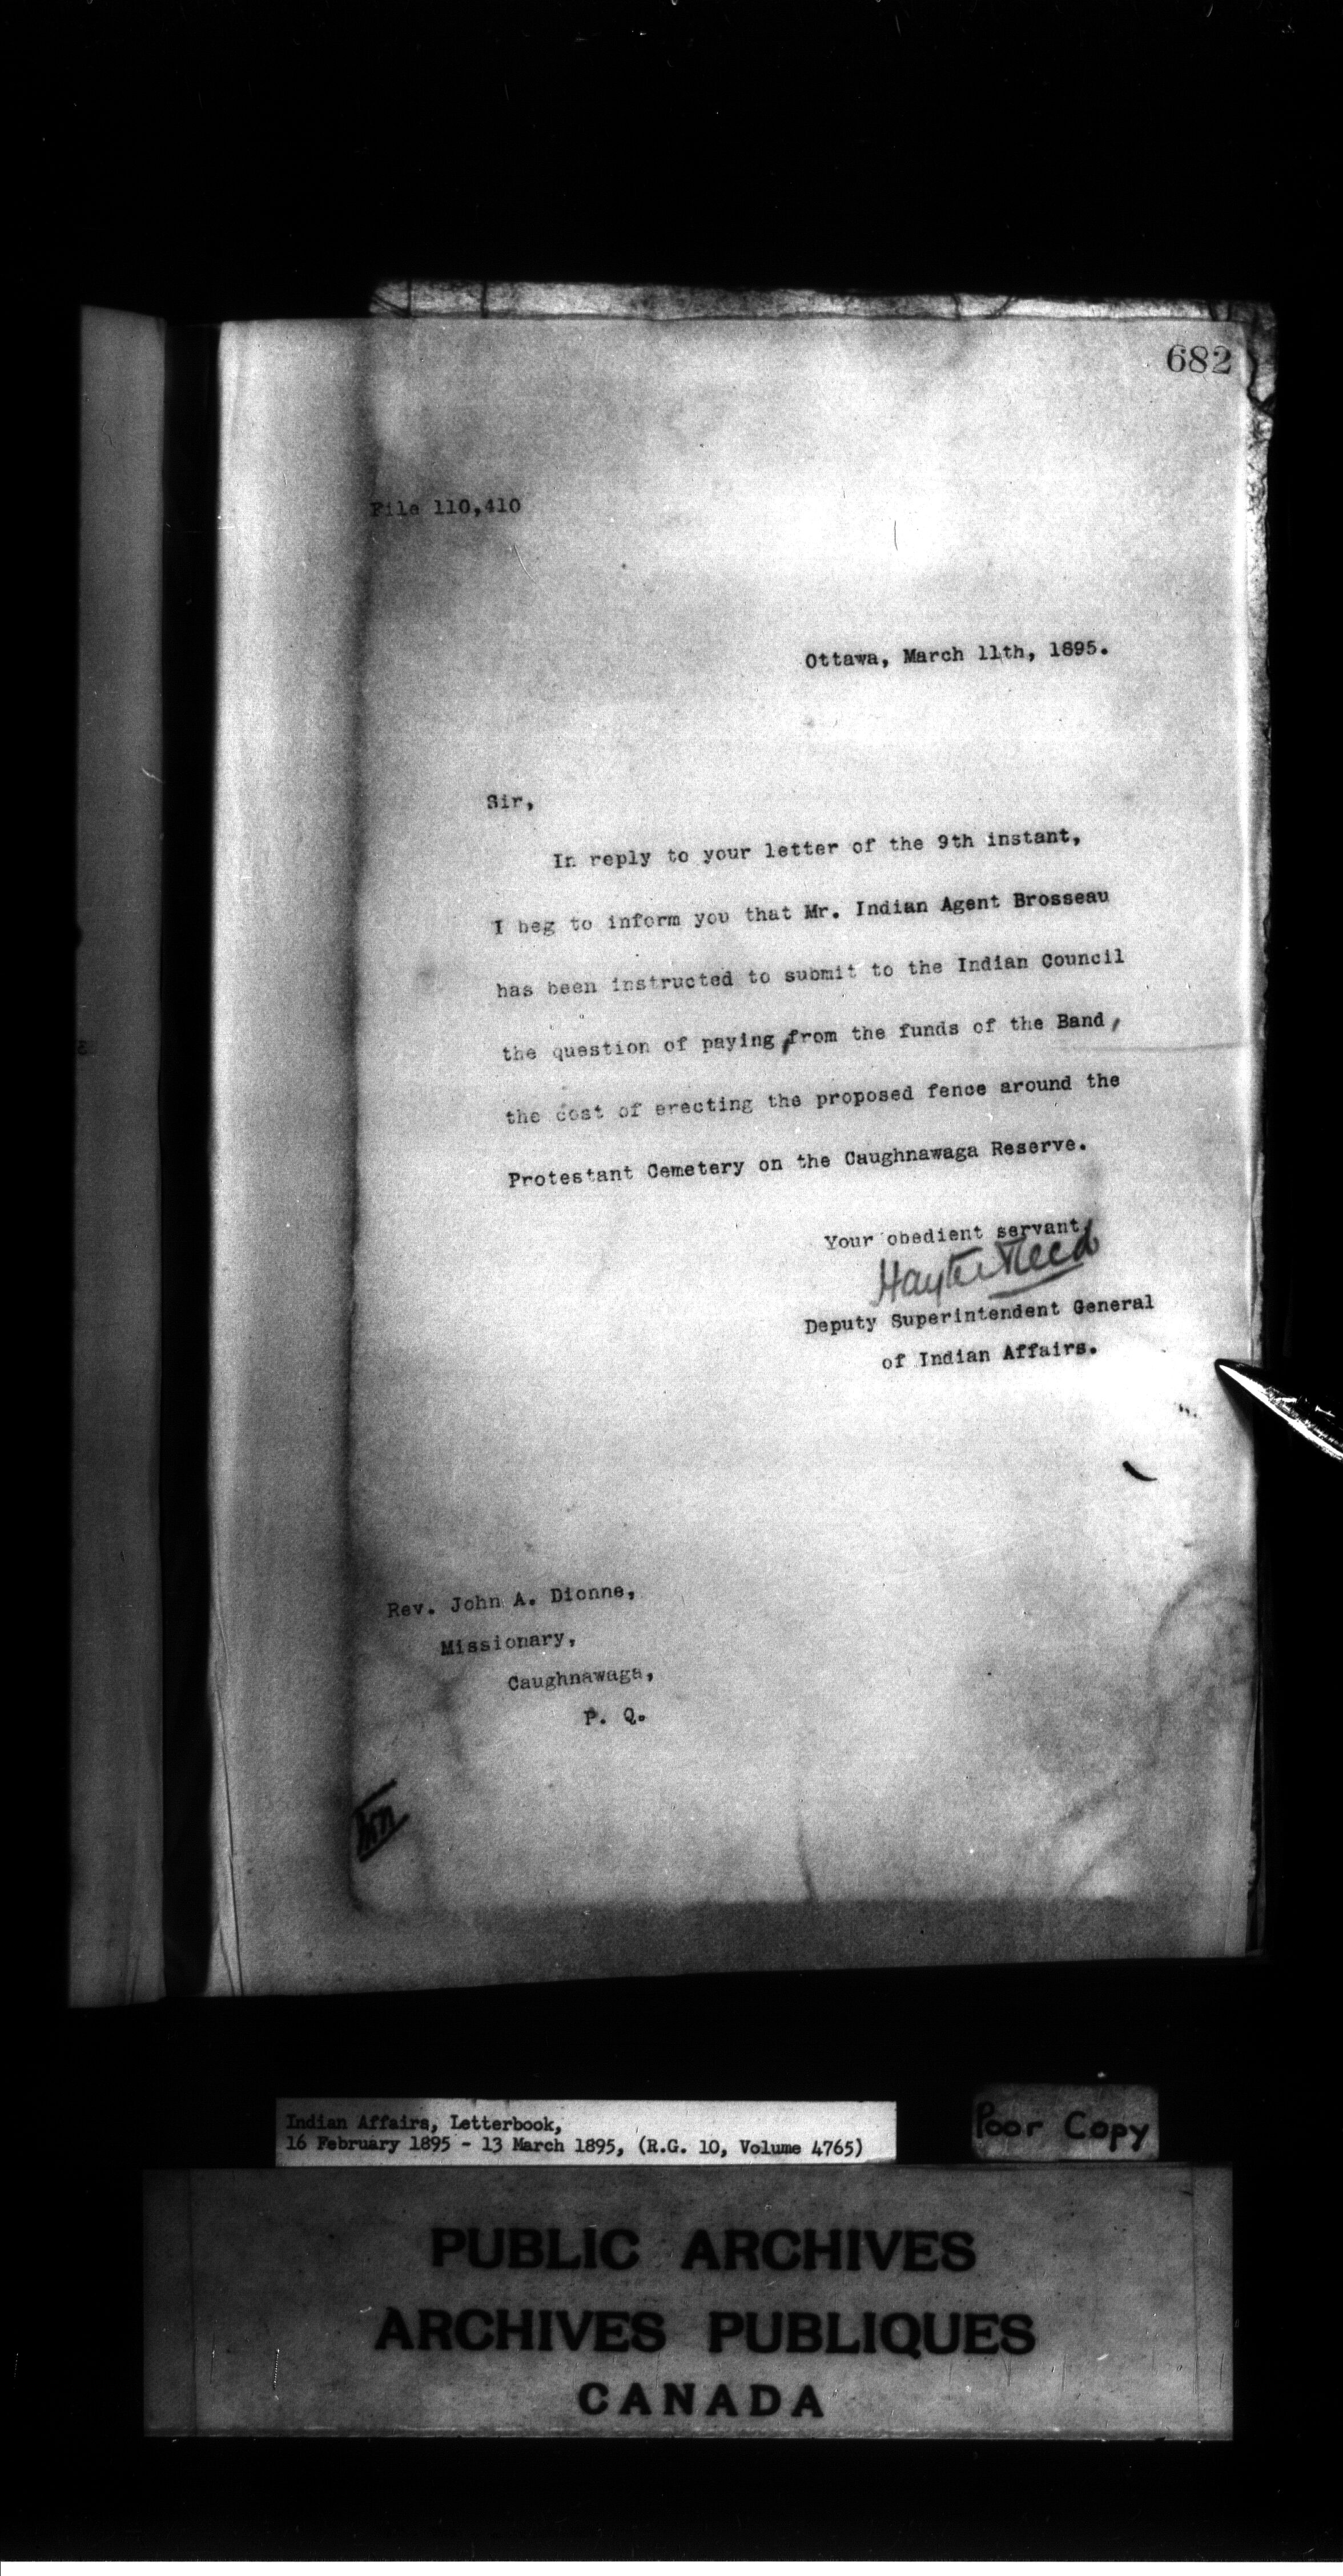 682
File 110,410
Ottawa, March 11th, 1895.
Sir,
In reply to your letter of the 9th instant,
I beg to inform you that Mr. Indian Agent Brosseau
has been instructed to submit to the Indian Council
the question of paying, from the funds of the Band,
the cost of erecting the proposed fence around the
Protestant Cemetery on the Caughnawaga Reserve.
Your obedient servant,
Hayter Reed
Deputy Superintendent General
of Indian Affairs.
Rev. John A. Dionne,
Missionary,
Caughnawaga,
P. Q.
Indian Affairs, Letterbook,
16 February 1895 - 13 March 1895, (R.G. 10, Volume 4765)
Poor Copy
PUBLIC ARCHIVES
ARCHIVES PUBLIQUES
CANADA